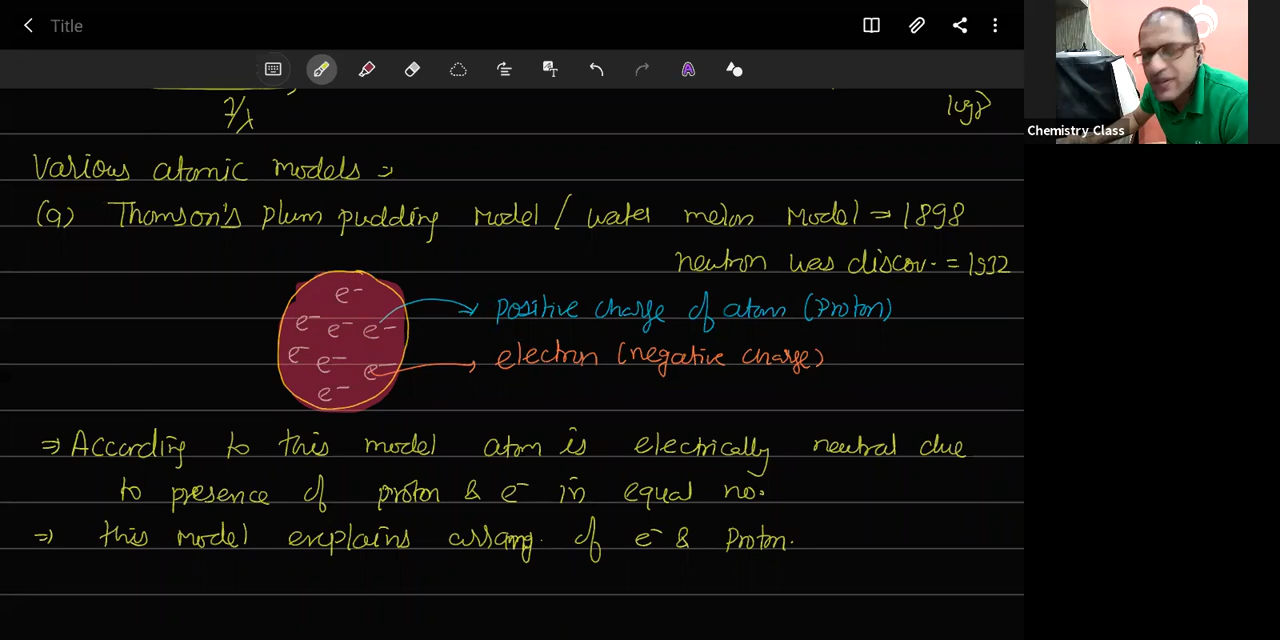 Title
Chemistry Class
7/λ
Various atomic models ⇒
(a) Thomson's plum pudding model / water melon model = 1898
neutron was discov. = 1932
e⁻
e⁻ e⁻ e⁻ → positive charge of atom (Proton)
e⁻ e⁻ e⁻ → electron (negative charge)
e⁻
⇒ According to this model atom is electrically neutral due
to presence of proton & e⁻ in equal no.
⇒ this model explains arrang. of e⁻ & Proton.